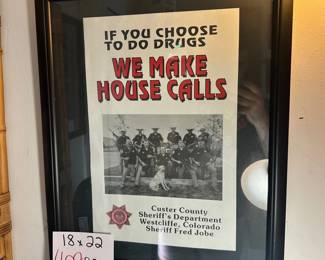 IF YOU CHOOSE
TO DO DRUGS
WE MAKE
HOUSE CALLS
Custer County
Sheriff's Department
Westcliffe, Colorado
Sheriff Fred Jobe
18 x 22